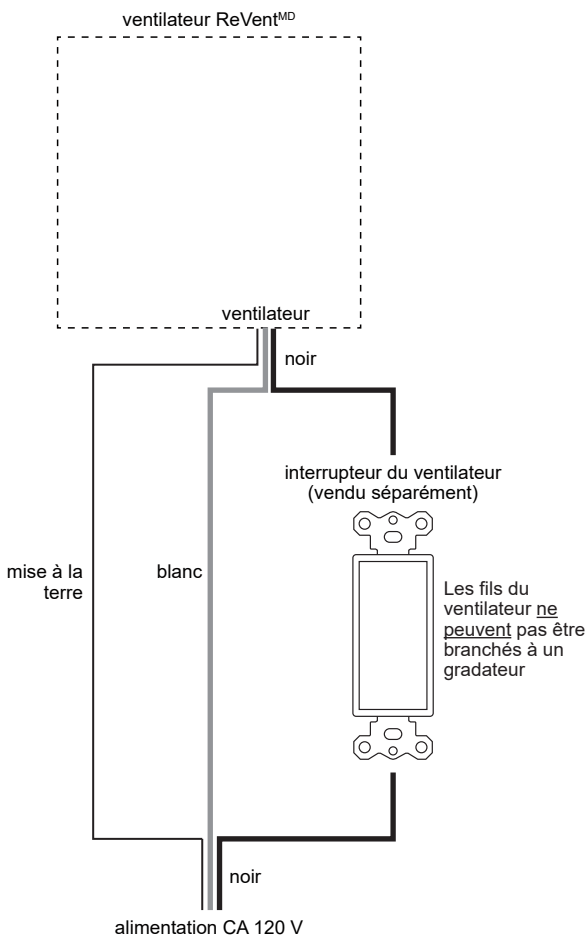 ventilateur ReVentᴹᴰ
ventilateur
noir
interrupteur du ventilateur
(vendu séparément)
mise à la
terre
blanc
Les fils du
ventilateur ne
peuvent pas être
branchés à un
gradateur
noir
alimentation CA 120 V